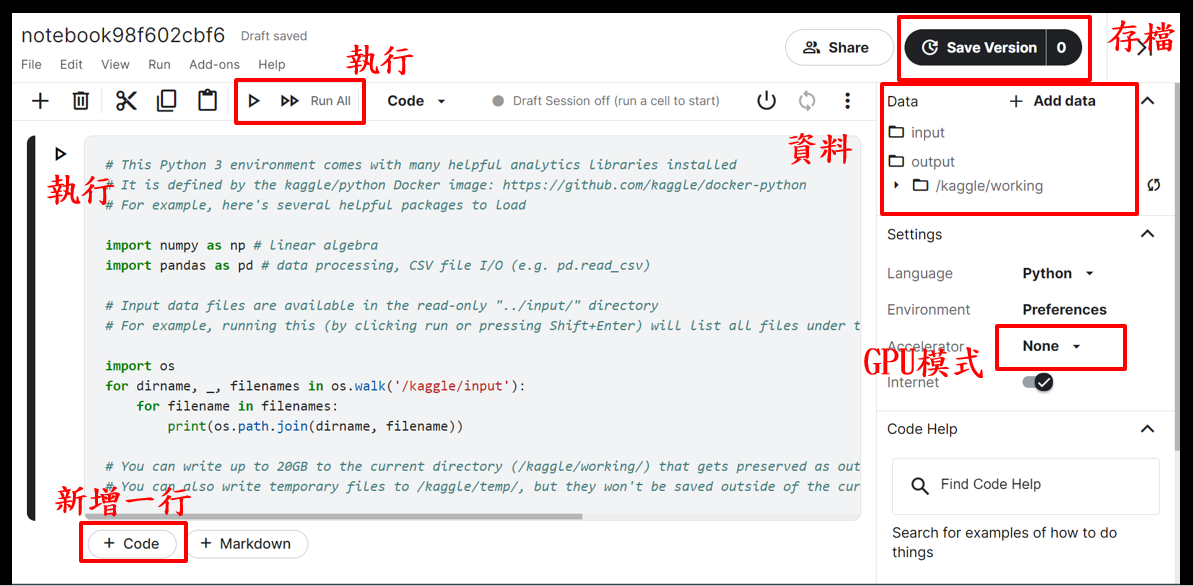 notebook98f602cbf6 Draft saved
File Edit View Run Add-ons Help
執行
Share
Save Version 0
存檔
Run All
Code
Draft Session off (run a cell to start)
執行
資料
# This Python 3 environment comes with many helpful analytics libraries installed
# It is defined by the kaggle/python Docker image: https://github.com/kaggle/docker-python
# For example, here's several helpful packages to load
import numpy as np # linear algebra
import pandas as pd # data processing, CSV file I/O (e.g. pd.read_csv)
# Input data files are available in the read-only "../input/" directory
# For example, running this (by clicking run or pressing Shift+Enter) will list all files under t
import os
for dirname, _, filenames in os.walk('/kaggle/input'):
for filename in filenames:
print(os.path.join(dirname, filename))
# You can write up to 20GB to the current directory (/kaggle/working/) that gets preserved as out
# You can also write temporary files to /kaggle/temp/, but they won't be saved outside of the cur
新增一行
+ Code
+ Markdown
Data
+ Add data
input
output
/kaggle/working
Settings
Language Python
Environment Preferences
Accelerator None
GPU模式
Internet
Code Help
Find Code Help
Search for examples of how to do
things